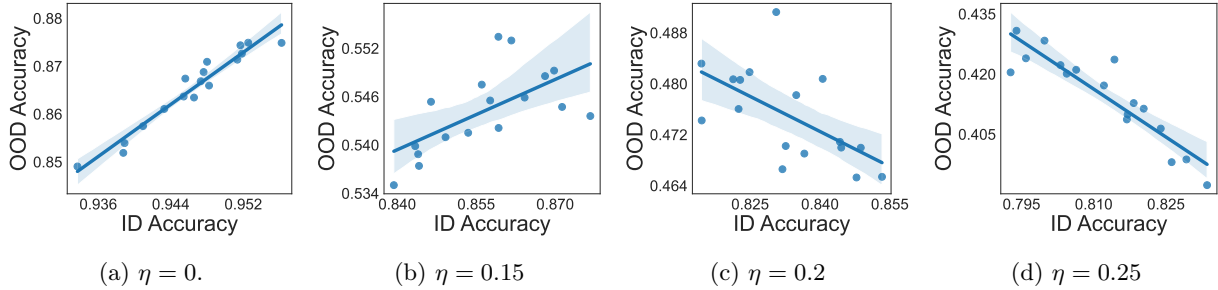 OOD Accuracy
0.88
0.87
0.86
0.85
0.936 0.944 0.952
ID Accuracy
(a) η = 0.
OOD Accuracy
0.552
0.546
0.540
0.534
0.840 0.855 0.870
ID Accuracy
(b) η = 0.15
OOD Accuracy
0.488
0.480
0.472
0.464
0.825 0.840 0.855
ID Accuracy
(c) η = 0.2
OOD Accuracy
0.435
0.420
0.405
0.795 0.810 0.825
ID Accuracy
(d) η = 0.25